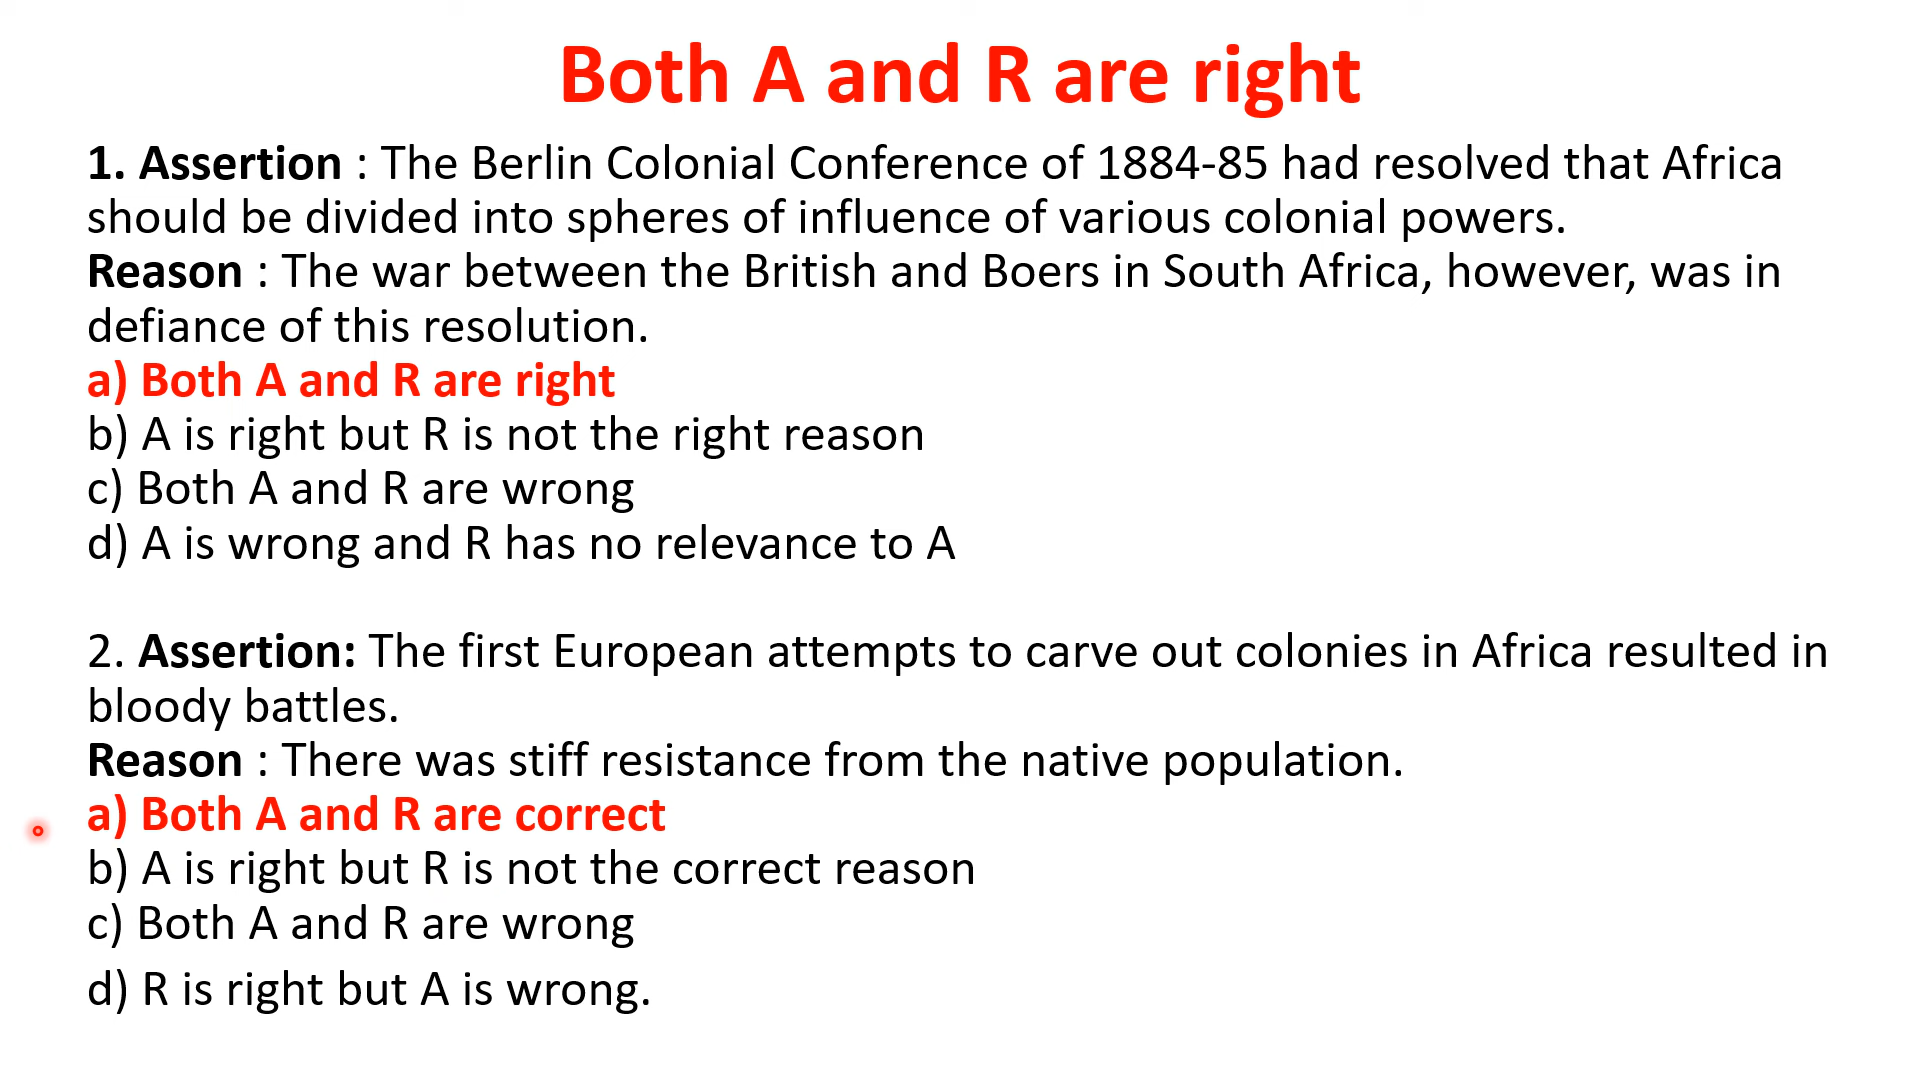 Both A and R are right
1. Assertion : The Berlin Colonial Conference of 1884-85 had resolved that Africa
should be divided into spheres of influence of various colonial powers.
Reason : The war between the British and Boers in South Africa, however, was in
defiance of this resolution.
a) Both A and R are right
b) A is right but R is not the right reason
c) Both A and R are wrong
d) A is wrong and R has no relevance to A
2. Assertion: The first European attempts to carve out colonies in Africa resulted in
bloody battles.
Reason : There was stiff resistance from the native population.
a) Both A and R are correct
b) A is right but R is not the correct reason
c) Both A and R are wrong
d) R is right but A is wrong.